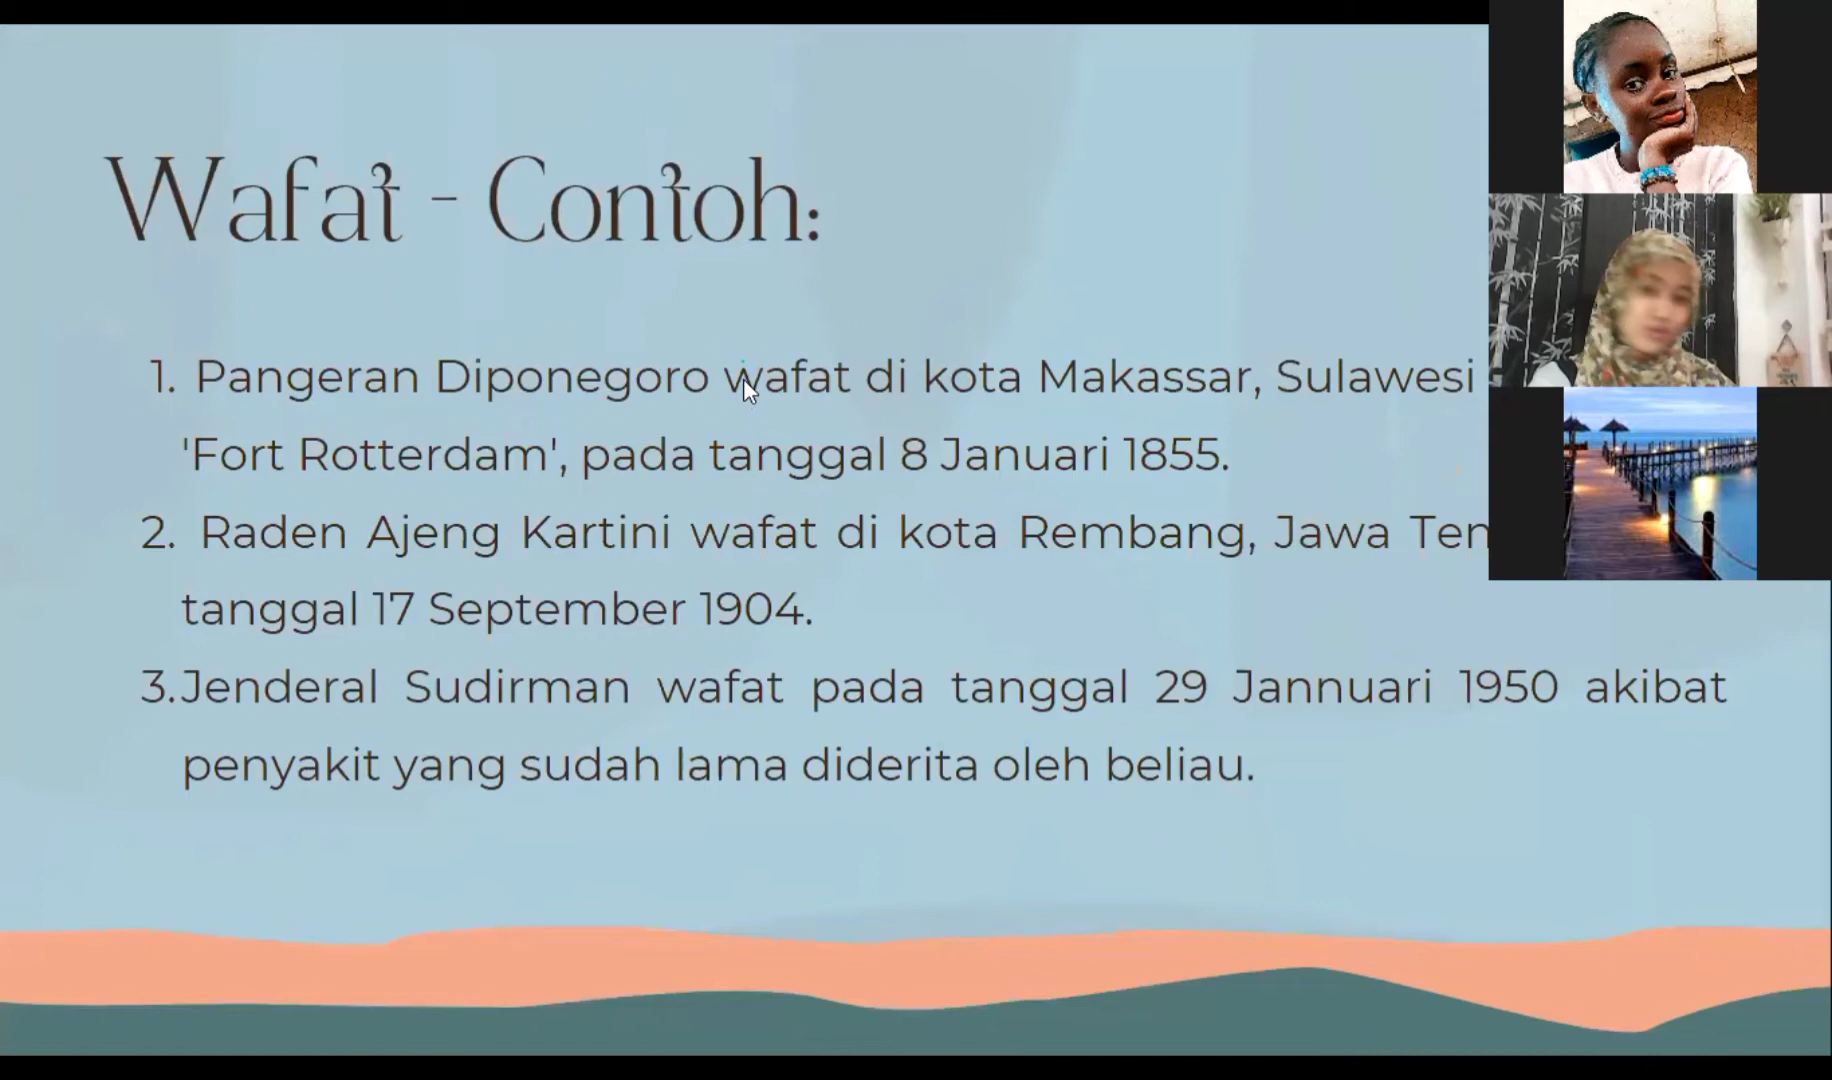 Wafat - Contoh:
1. Pangeran Diponegoro wafat di kota Makassar, Sulawesi
'Fort Rotterdam', pada tanggal 8 Januari 1855.
2. Raden Ajeng Kartini wafat di kota Rembang, Jawa
tanggal 17 September 1904.
3.Jenderal Sudirman wafat pada tanggal 29 Jannuari 1950 akibat
penyakit yang sudah lama diderita oleh beliau.